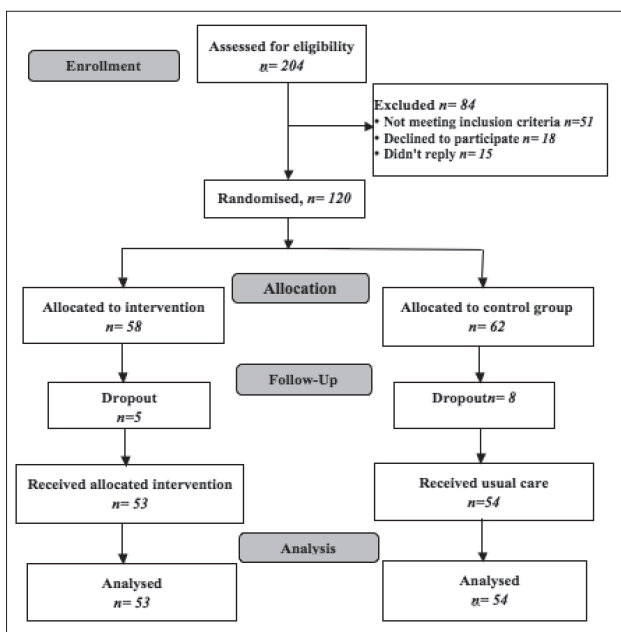 Assessed for eligibility
n= 204
Enrollment
Excluded n= 84
• Not meeting inclusion criteria n=51
• Declined to participate n= 18
• Didn't reply n= 15
Randomised, n= 120
Allocation
Allocated to intervention
n= 58
Allocated to control group
n= 62
Follow-Up
Dropout
n=5
Dropoutn= 8
Received allocated intervention
n= 53
Received usual care
n=54
Analysis
Analysed
n= 53
Analysed
n= 54